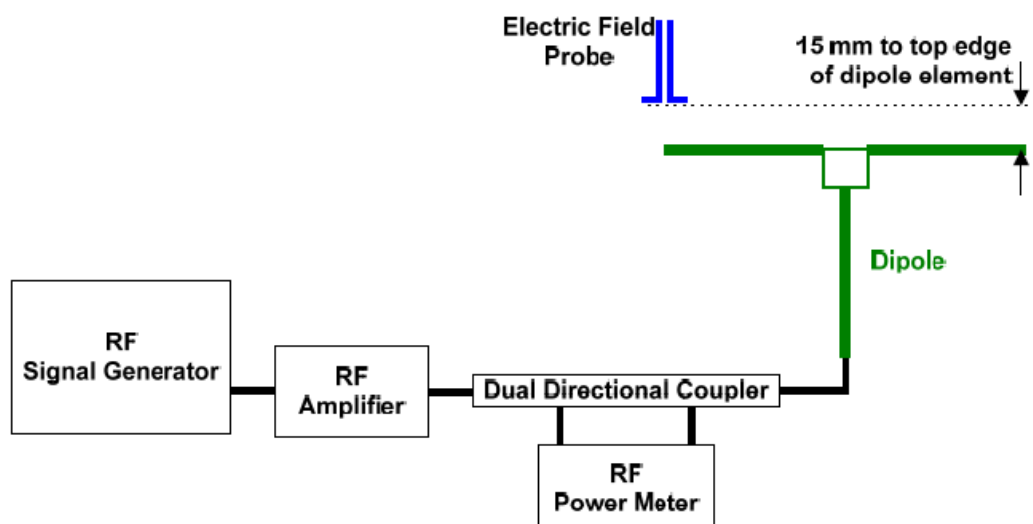 Electric Field
Probe
15 mm to top edge
of dipole element
Dipole
RF
Signal Generator
RF
Amplifier
Dual Directional Coupler
RF
Power Meter